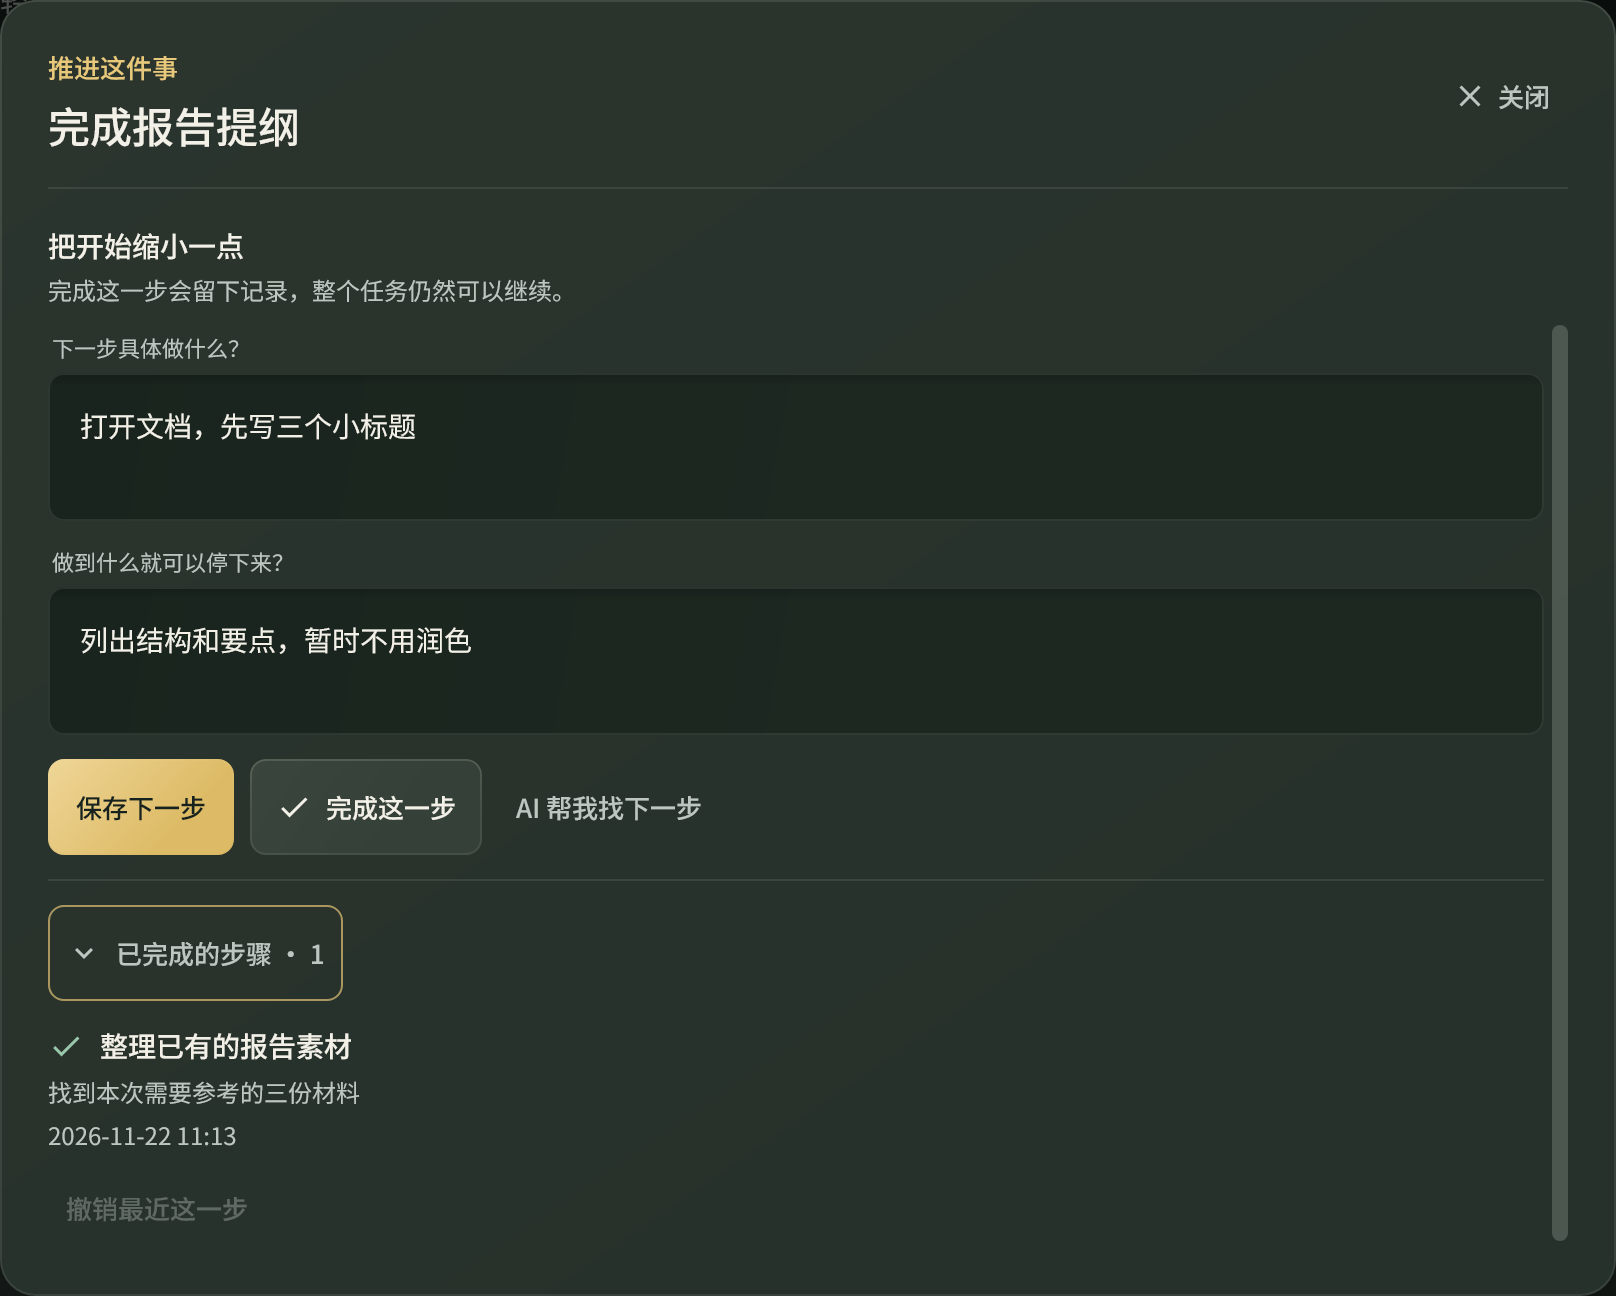 推进这件事
完成报告提纲
关闭
把开始缩小一点
完成这一步会留下记录，整个任务仍然可以继续。
下一步具体做什么？
打开文档，先写三个小标题
做到什么就可以停下来？
列出结构和要点，暂时不用润色
保存下一步
完成这一步
AI 帮我找下一步
已完成的步骤 · 1
整理已有的报告素材
找到本次需要参考的三份材料
2026-11-22 11:13
撤销最近这一步